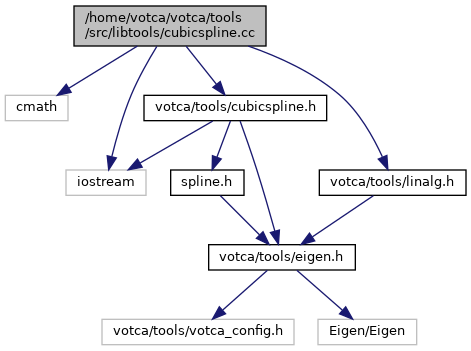 /home/votca/votca/tools
/src/libtools/cubicspline.cc
cmath
votca/tools/cubicspline.h
iostream
spline.h
votca/tools/linalg.h
votca/tools/eigen.h
votca/tools/votca_config.h
Eigen/Eigen